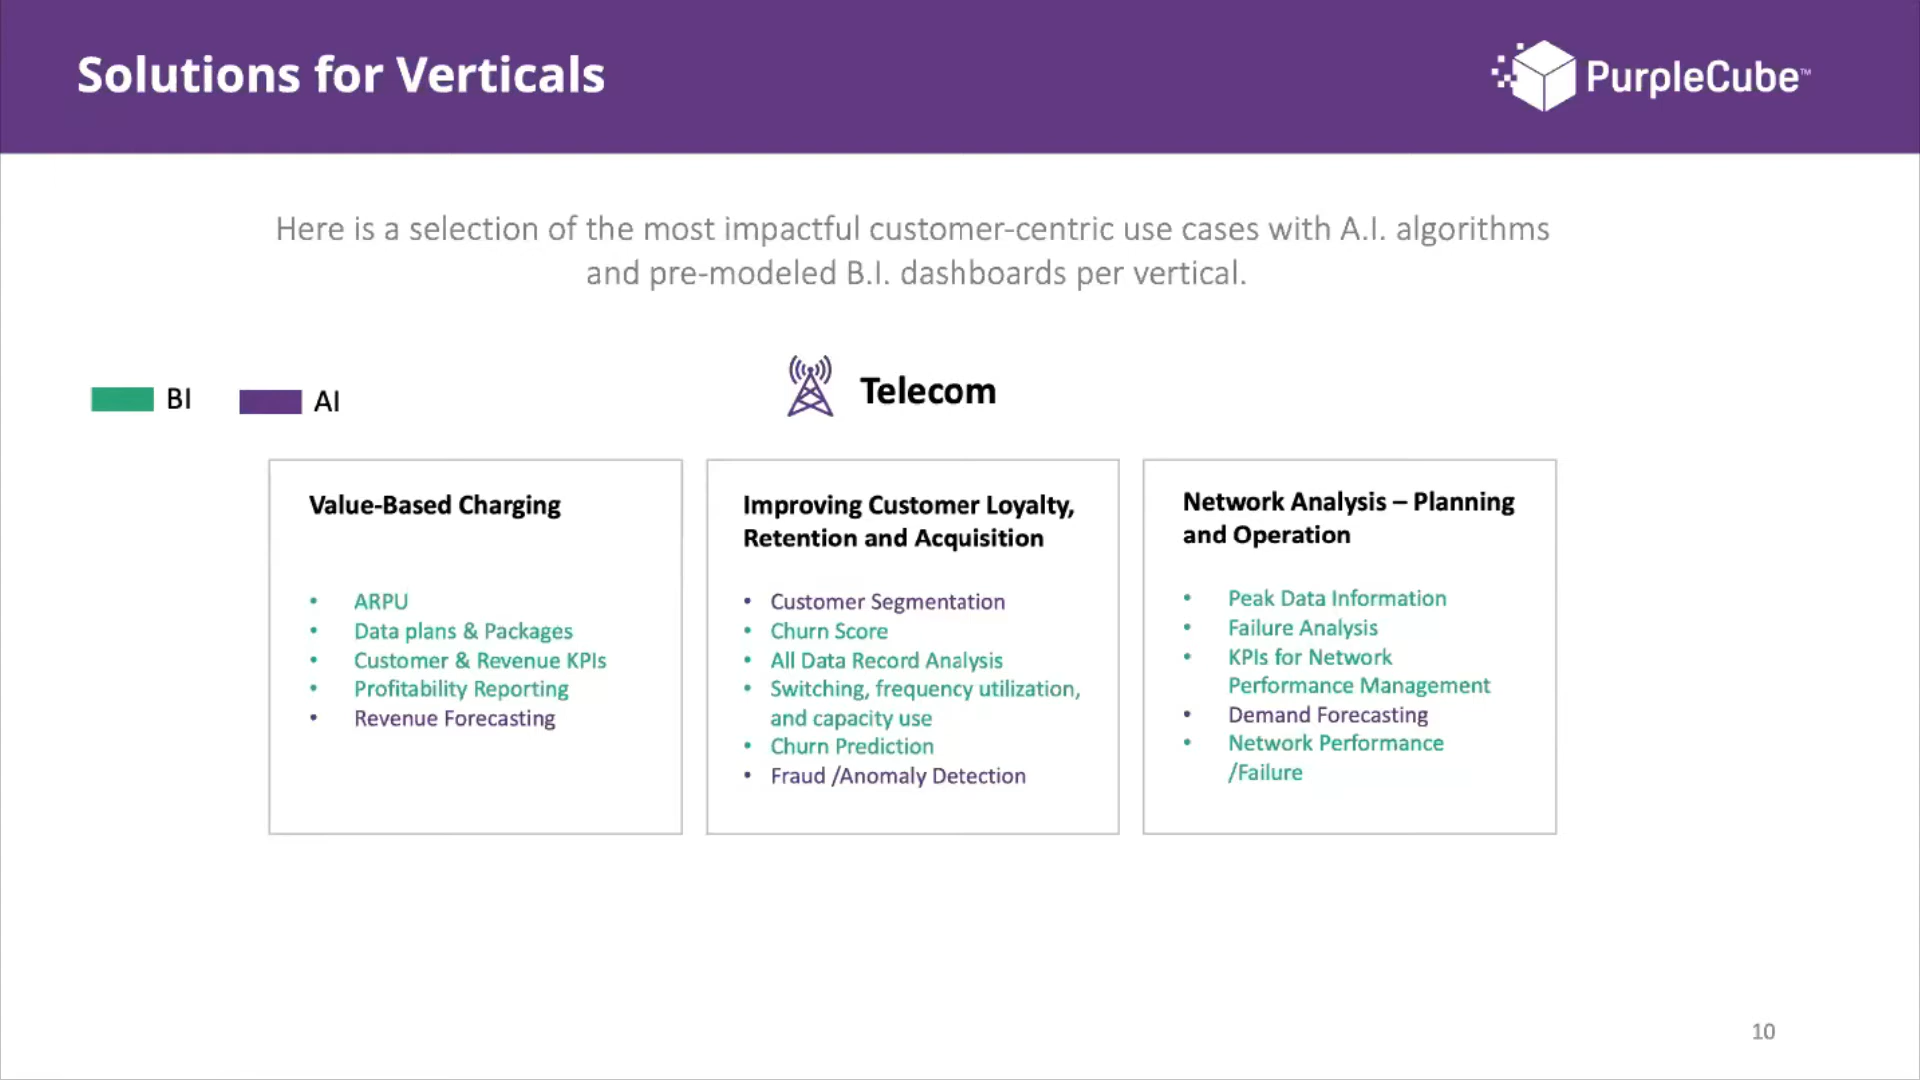 Solutions for Verticals
PurpleCube™
Here is a selection of the most impactful customer-centric use cases with A.I. algorithms
and pre-modeled B.I. dashboards per vertical.
BI
AI
Telecom
Value-Based Charging
• ARPU
• Data plans & Packages
• Customer & Revenue KPIs
• Profitability Reporting
• Revenue Forecasting
Improving Customer Loyalty,
Retention and Acquisition
• Customer Segmentation
• Churn Score
• All Data Record Analysis
• Switching, frequency utilization,
and capacity use
• Churn Prediction
• Fraud /Anomaly Detection
Network Analysis – Planning
and Operation
• Peak Data Information
• Failure Analysis
• KPIs for Network
Performance Management
• Demand Forecasting
• Network Performance
/Failure
10